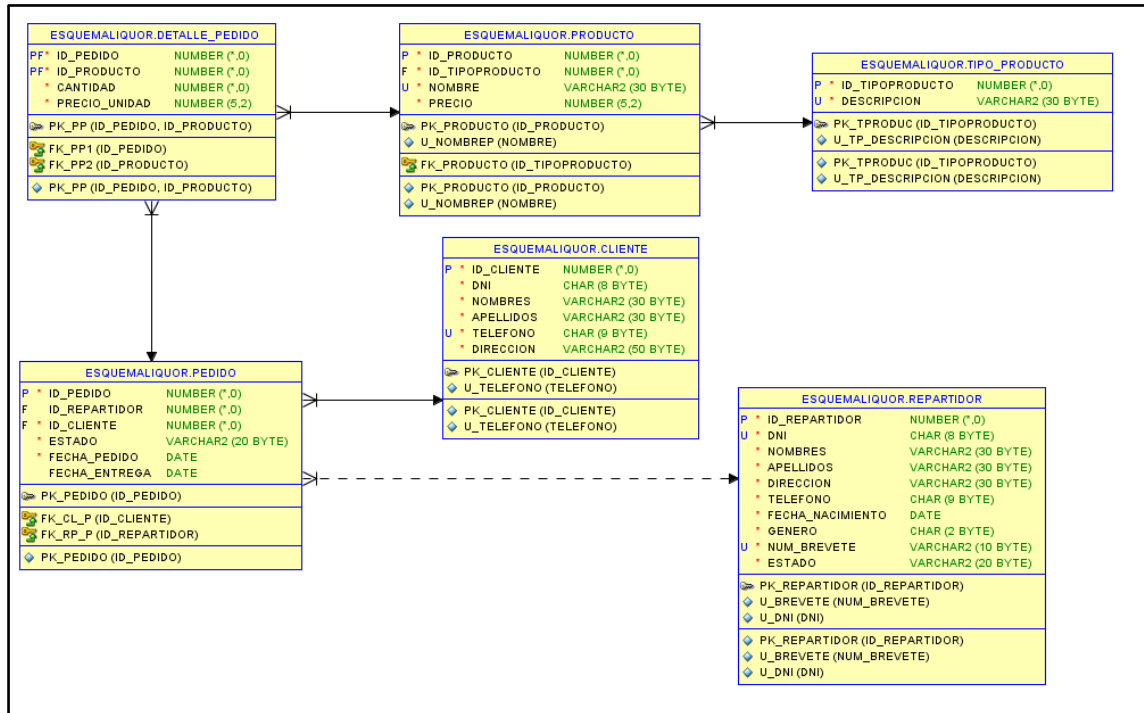 ESQUEMALIQUOR.DETALLE_PEDIDO
PF* ID_PEDIDO NUMBER (*,0)
PF* ID_PRODUCTO NUMBER (*,0)
* CANTIDAD NUMBER (*,0)
* PRECIO_UNIDAD NUMBER (5,2)
PK_PP (ID_PEDIDO, ID_PRODUCTO)
FK_PP1 (ID_PEDIDO)
FK_PP2 (ID_PRODUCTO)
PK_PP (ID_PEDIDO, ID_PRODUCTO)
ESQUEMALIQUOR.PRODUCTO
P * ID_PRODUCTO NUMBER (*,0)
F * ID_TIPOPRODUCTO NUMBER (*,0)
U * NOMBRE VARCHAR2 (30 BYTE)
* PRECIO NUMBER (5,2)
PK_PRODUCTO (ID_PRODUCTO)
U_NOMBREP (NOMBRE)
FK_PRODUCTO (ID_TIPOPRODUCTO)
PK_PRODUCTO (ID_PRODUCTO)
U_NOMBREP (NOMBRE)
ESQUEMALIQUOR.TIPO_PRODUCTO
P * ID_TIPOPRODUCTO NUMBER (*,0)
U * DESCRIPCION VARCHAR2 (30 BYTE)
PK_TPRODUC (ID_TIPOPRODUCTO)
U_TP_DESCRIPCION (DESCRIPCION)
PK_TPRODUC (ID_TIPOPRODUCTO)
U_TP_DESCRIPCION (DESCRIPCION)
ESQUEMALIQUOR.CLIENTE
P * ID_CLIENTE NUMBER (*,0)
* DNI CHAR (8 BYTE)
* NOMBRES VARCHAR2 (30 BYTE)
* APELLIDOS VARCHAR2 (30 BYTE)
U * TELEFONO CHAR (9 BYTE)
* DIRECCION VARCHAR2 (50 BYTE)
PK_CLIENTE (ID_CLIENTE)
U_TELEFONO (TELEFONO)
PK_CLIENTE (ID_CLIENTE)
U_TELEFONO (TELEFONO)
ESQUEMALIQUOR.PEDIDO
P * ID_PEDIDO NUMBER (*,0)
F ID_REPARTIDOR NUMBER (*,0)
F * ID_CLIENTE NUMBER (*,0)
* ESTADO VARCHAR2 (20 BYTE)
* FECHA_PEDIDO DATE
FECHA_ENTREGA DATE
PK_PEDIDO (ID_PEDIDO)
FK_CL_P (ID_CLIENTE)
FK_RP_P (ID_REPARTIDOR)
PK_PEDIDO (ID_PEDIDO)
ESQUEMALIQUOR.REPARTIDOR
P * ID_REPARTIDOR NUMBER (*,0)
U * DNI CHAR (8 BYTE)
* NOMBRES VARCHAR2 (30 BYTE)
* APELLIDOS VARCHAR2 (30 BYTE)
* DIRECCION VARCHAR2 (30 BYTE)
* TELEFONO CHAR (9 BYTE)
* FECHA_NACIMIENTO DATE
* GENERO CHAR (2 BYTE)
U * NUM_BREVETE VARCHAR2 (10 BYTE)
* ESTADO VARCHAR2 (20 BYTE)
PK_REPARTIDOR (ID_REPARTIDOR)
U_BREVETE (NUM_BREVETE)
U_DNI (DNI)
PK_REPARTIDOR (ID_REPARTIDOR)
U_BREVETE (NUM_BREVETE)
U_DNI (DNI)